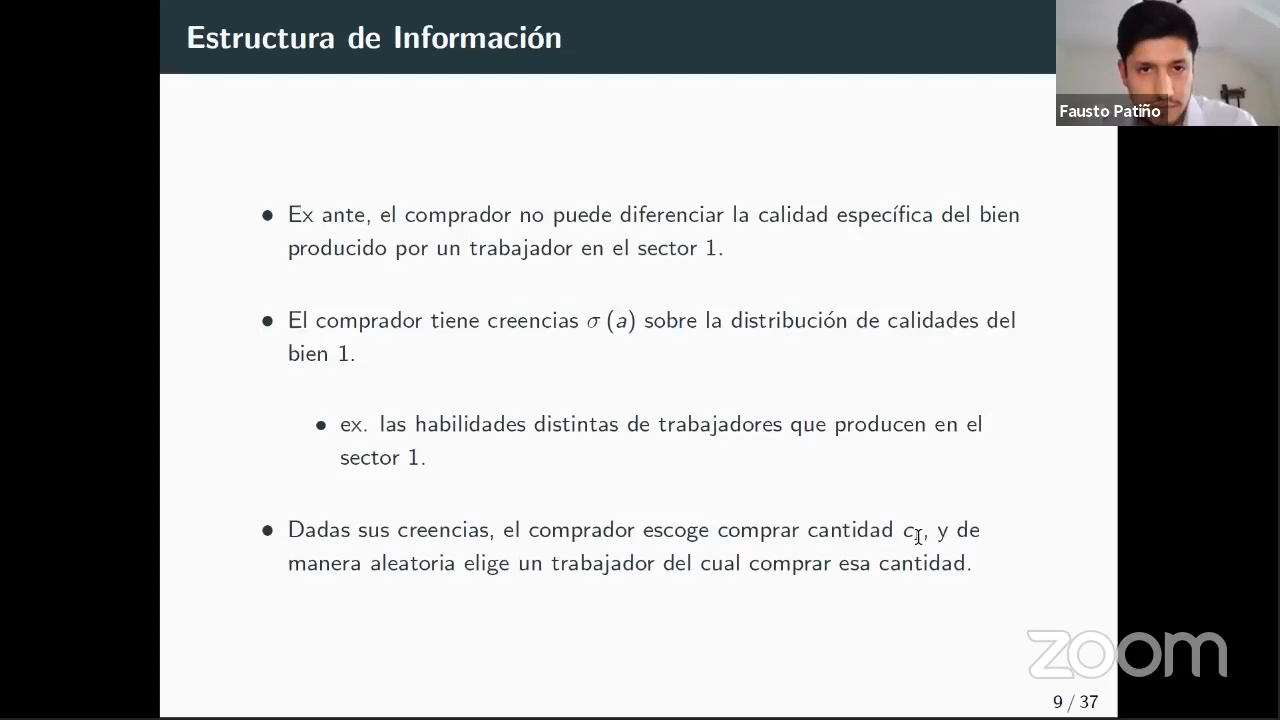 Estructura de Información
Fausto Patiño
• Ex ante, el comprador no puede diferenciar la calidad específica del bien
producido por un trabajador en el sector 1.
• El comprador tiene creencias σ (a) sobre la distribución de calidades del
bien 1.
• ex. las habilidades distintas de trabajadores que producen en el
sector 1.
• Dadas sus creencias, el comprador escoge comprar cantidad c₁, y de
manera aleatoria elige un trabajador del cual comprar esa cantidad.
zoom
9 / 37